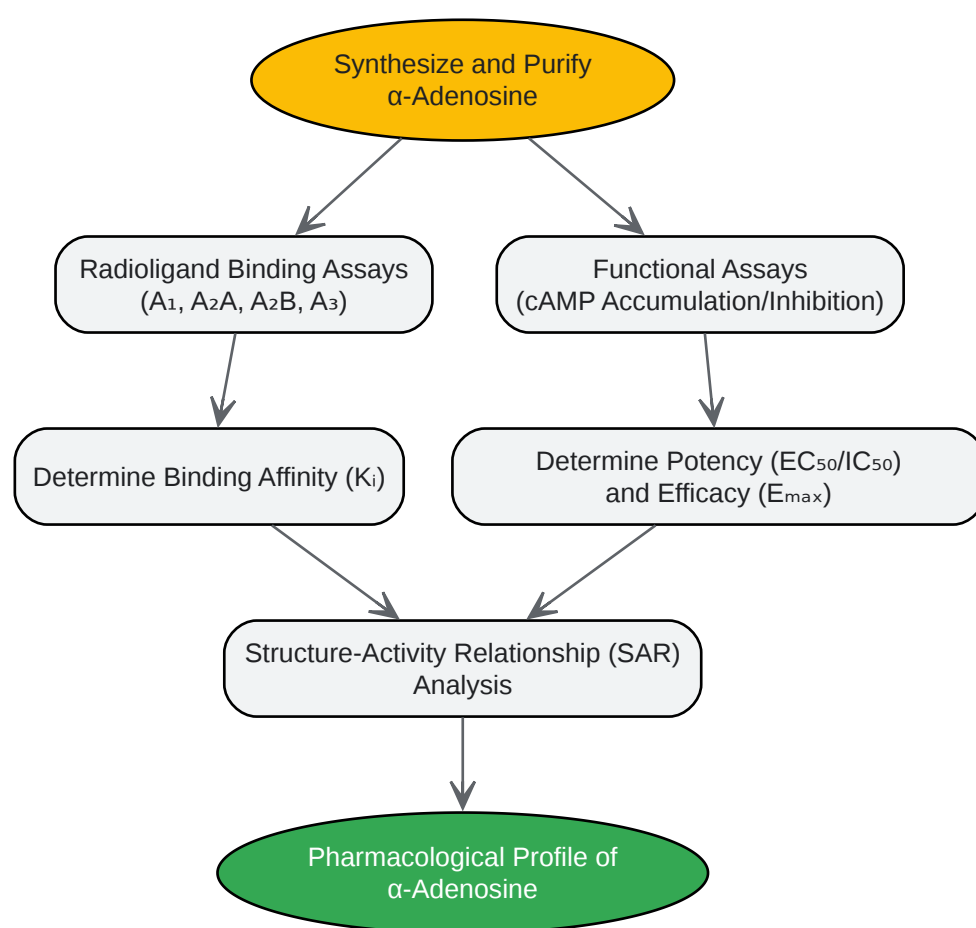 Synthesize and Purify
α-Adenosine
Radioligand Binding Assays
(A₁, A₂A, A₂B, A₃)
Functional Assays
(cAMP Accumulation/Inhibition)
Determine Binding Affinity (Kᵢ)
Determine Potency (EC₅₀/IC₅₀)
and Efficacy (Eₘₐₓ)
Structure-Activity Relationship (SAR)
Analysis
Pharmacological Profile of
α-Adenosine